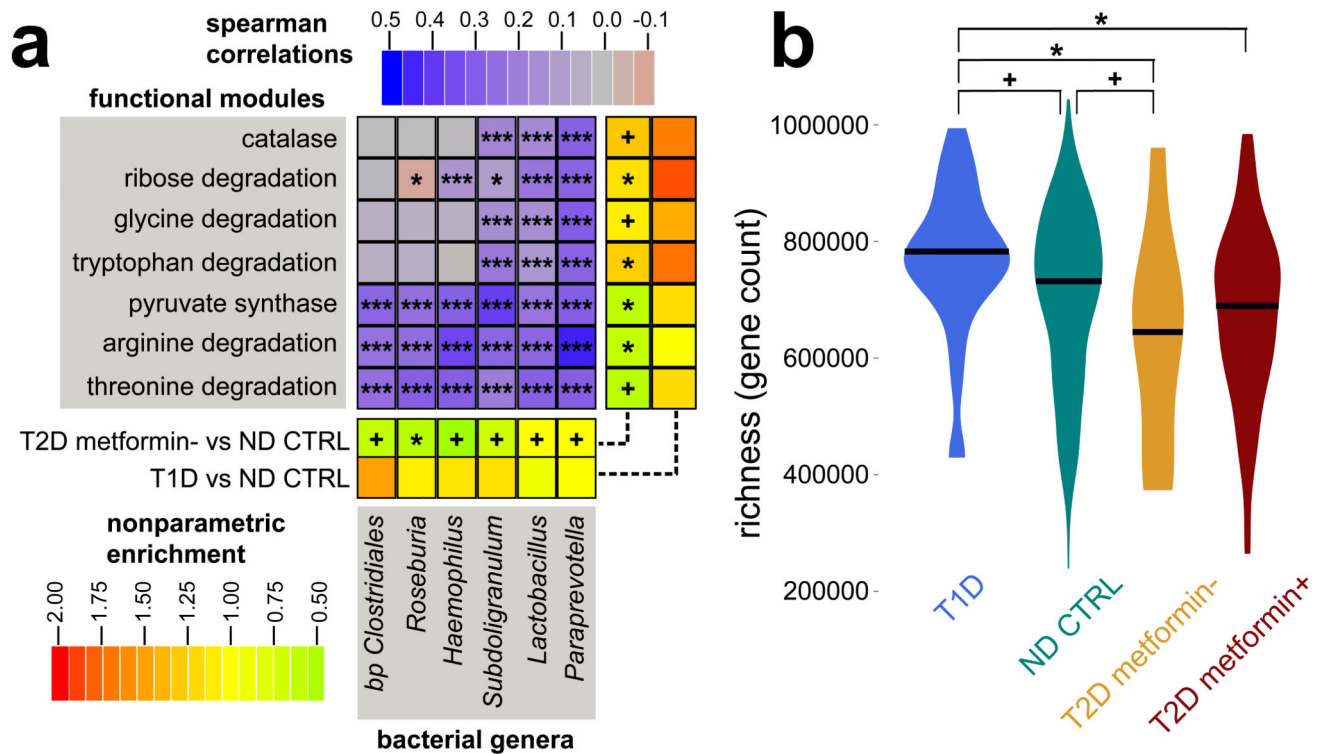 a
spearman
correlations
0.5 0.4 0.3 0.2 0.1 0.0 -0.1
functional modules
catalase *** *** *** +
ribose degradation * *** * *** *** *
glycine degradation *** *** *** +
tryptophan degradation *** *** *** *
pyruvate synthase *** *** *** *** *** *** *
arginine degradation *** *** *** *** *** *** *
threonine degradation *** *** *** *** *** *** +
T2D metformin- vs ND CTRL + * + + + +
T1D vs ND CTRL
nonparametric
enrichment
2.00 1.75 1.50 1.25 1.00 0.75 0.50
bp Clostridiales
Roseburia
Haemophilus
Subdoligranulum
Lactobacillus
Paraprevotella
bacterial genera
b
*
*
+ +
richness (gene count)
1000000
800000
600000
400000
200000
T1D
ND CTRL
T2D metformin-
T2D metformin+